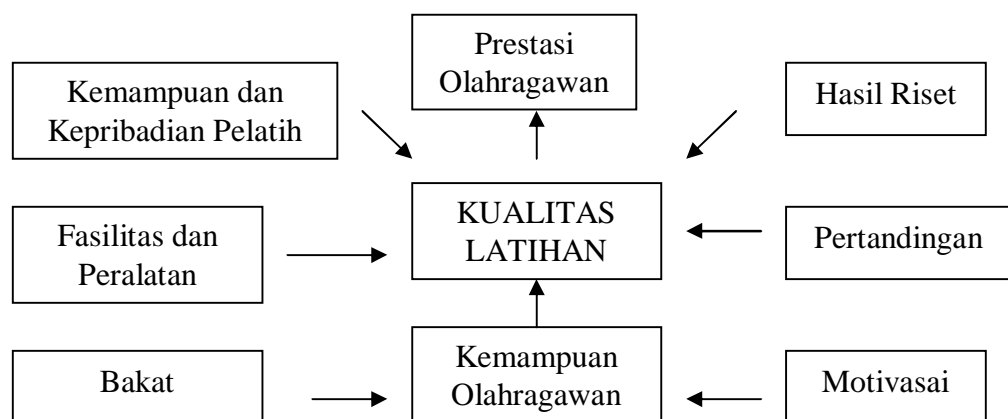 Prestasi
Olahragawan
Kemampuan dan
Kepribadian Pelatih
Hasil Riset
KUALITAS
LATIHAN
Fasilitas dan
Peralatan
Pertandingan
Bakat
Kemampuan
Olahragawan
Motivasai